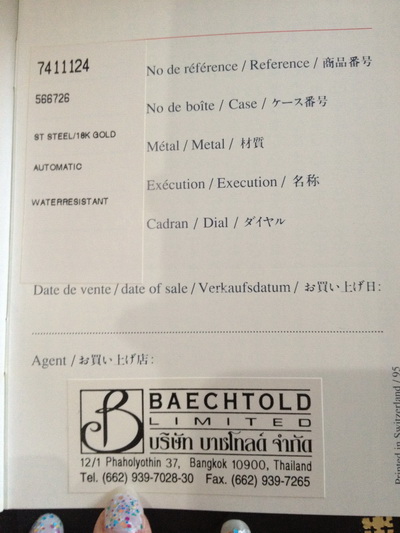 7411124 No de référence / Reference / 商品番号
566726 No de boîte / Case / ケース番号
ST STEEL/18K GOLD Métal / Metal / 材質
AUTOMATIC Exécution / Execution / 名称
WATERRESISTANT Cadran / Dial / ダイヤル
Date de vente / date of sale / Verkaufsdatum / お買い上げ日:
Agent / お買い上げ店:
B BAECHTOLD
LIMITED
บริษัท บาชโทลด์ จำกัด
12/1 Phaholyothin 37, Bangkok 10900, Thailand
Tel. (662) 939-7028-30 Fax. (662) 939-7265
Printed in Switzerland / 95